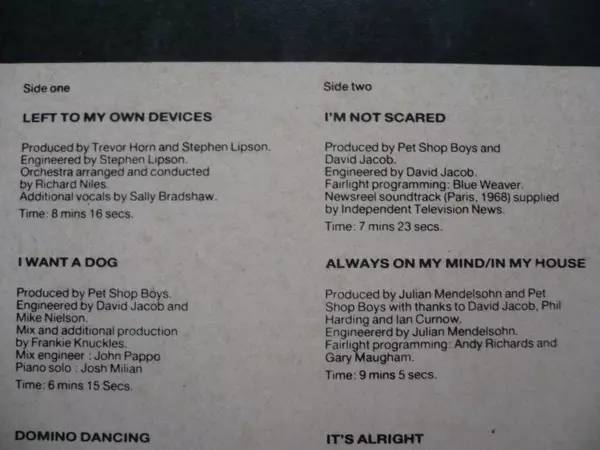 Side one
LEFT TO MY OWN DEVICES
Produced by Trevor Horn and Stephen Lipson.
Engineered by Stephen Lipson.
Orchestra arranged and conducted
by Richard Niles.
Additional vocals by Sally Bradshaw.
Time: 8 mins 16 secs.
I WANT A DOG
Produced by Pet Shop Boys.
Engineered by David Jacob and
Mike Nielson.
Mix and additional production
by Frankie Knuckles.
Mix engineer : John Pappo
Piano solo : Josh Milian
Time: 6 mins 15 Secs.
DOMINO DANCING
Side two
I'M NOT SCARED
Produced by Pet Shop Boys and
David Jacob.
Engineered by David Jacob.
Fairlight programming: Blue Weaver.
Newsreel soundtrack (Paris, 1968) supplied
by Independent Television News.
Time: 7 mins 23 secs.
ALWAYS ON MY MIND/IN MY HOUSE
Produced by Julian Mendelsohn and Pet
Shop Boys with thanks to David Jacob, Phil
Harding and Ian Curnow.
Engineererd by Julian Mendelsohn.
Fairlight programming: Andy Richards and
Gary Maugham.
Time: 9 mins 5 secs.
IT'S ALRIGHT